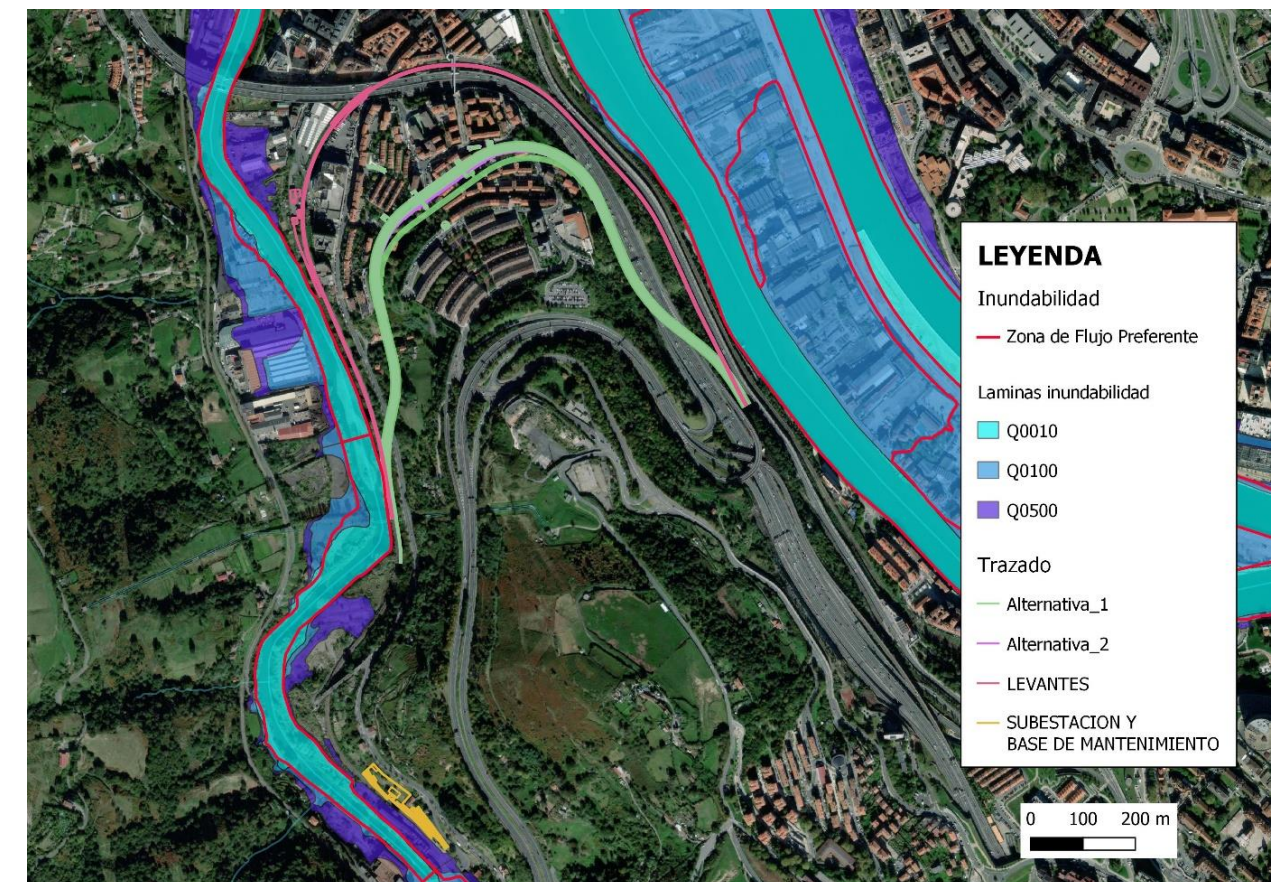 LEYENDA
Inundabilidad
Zona de Flujo Preferente
Laminas inundabilidad
Q0010
Q0100
Q0500
Trazado
Alternativa_1
Alternativa_2
LEVANTES
SUBESTACION Y
BASE DE MANTENIMIENTO
0 100 200 m